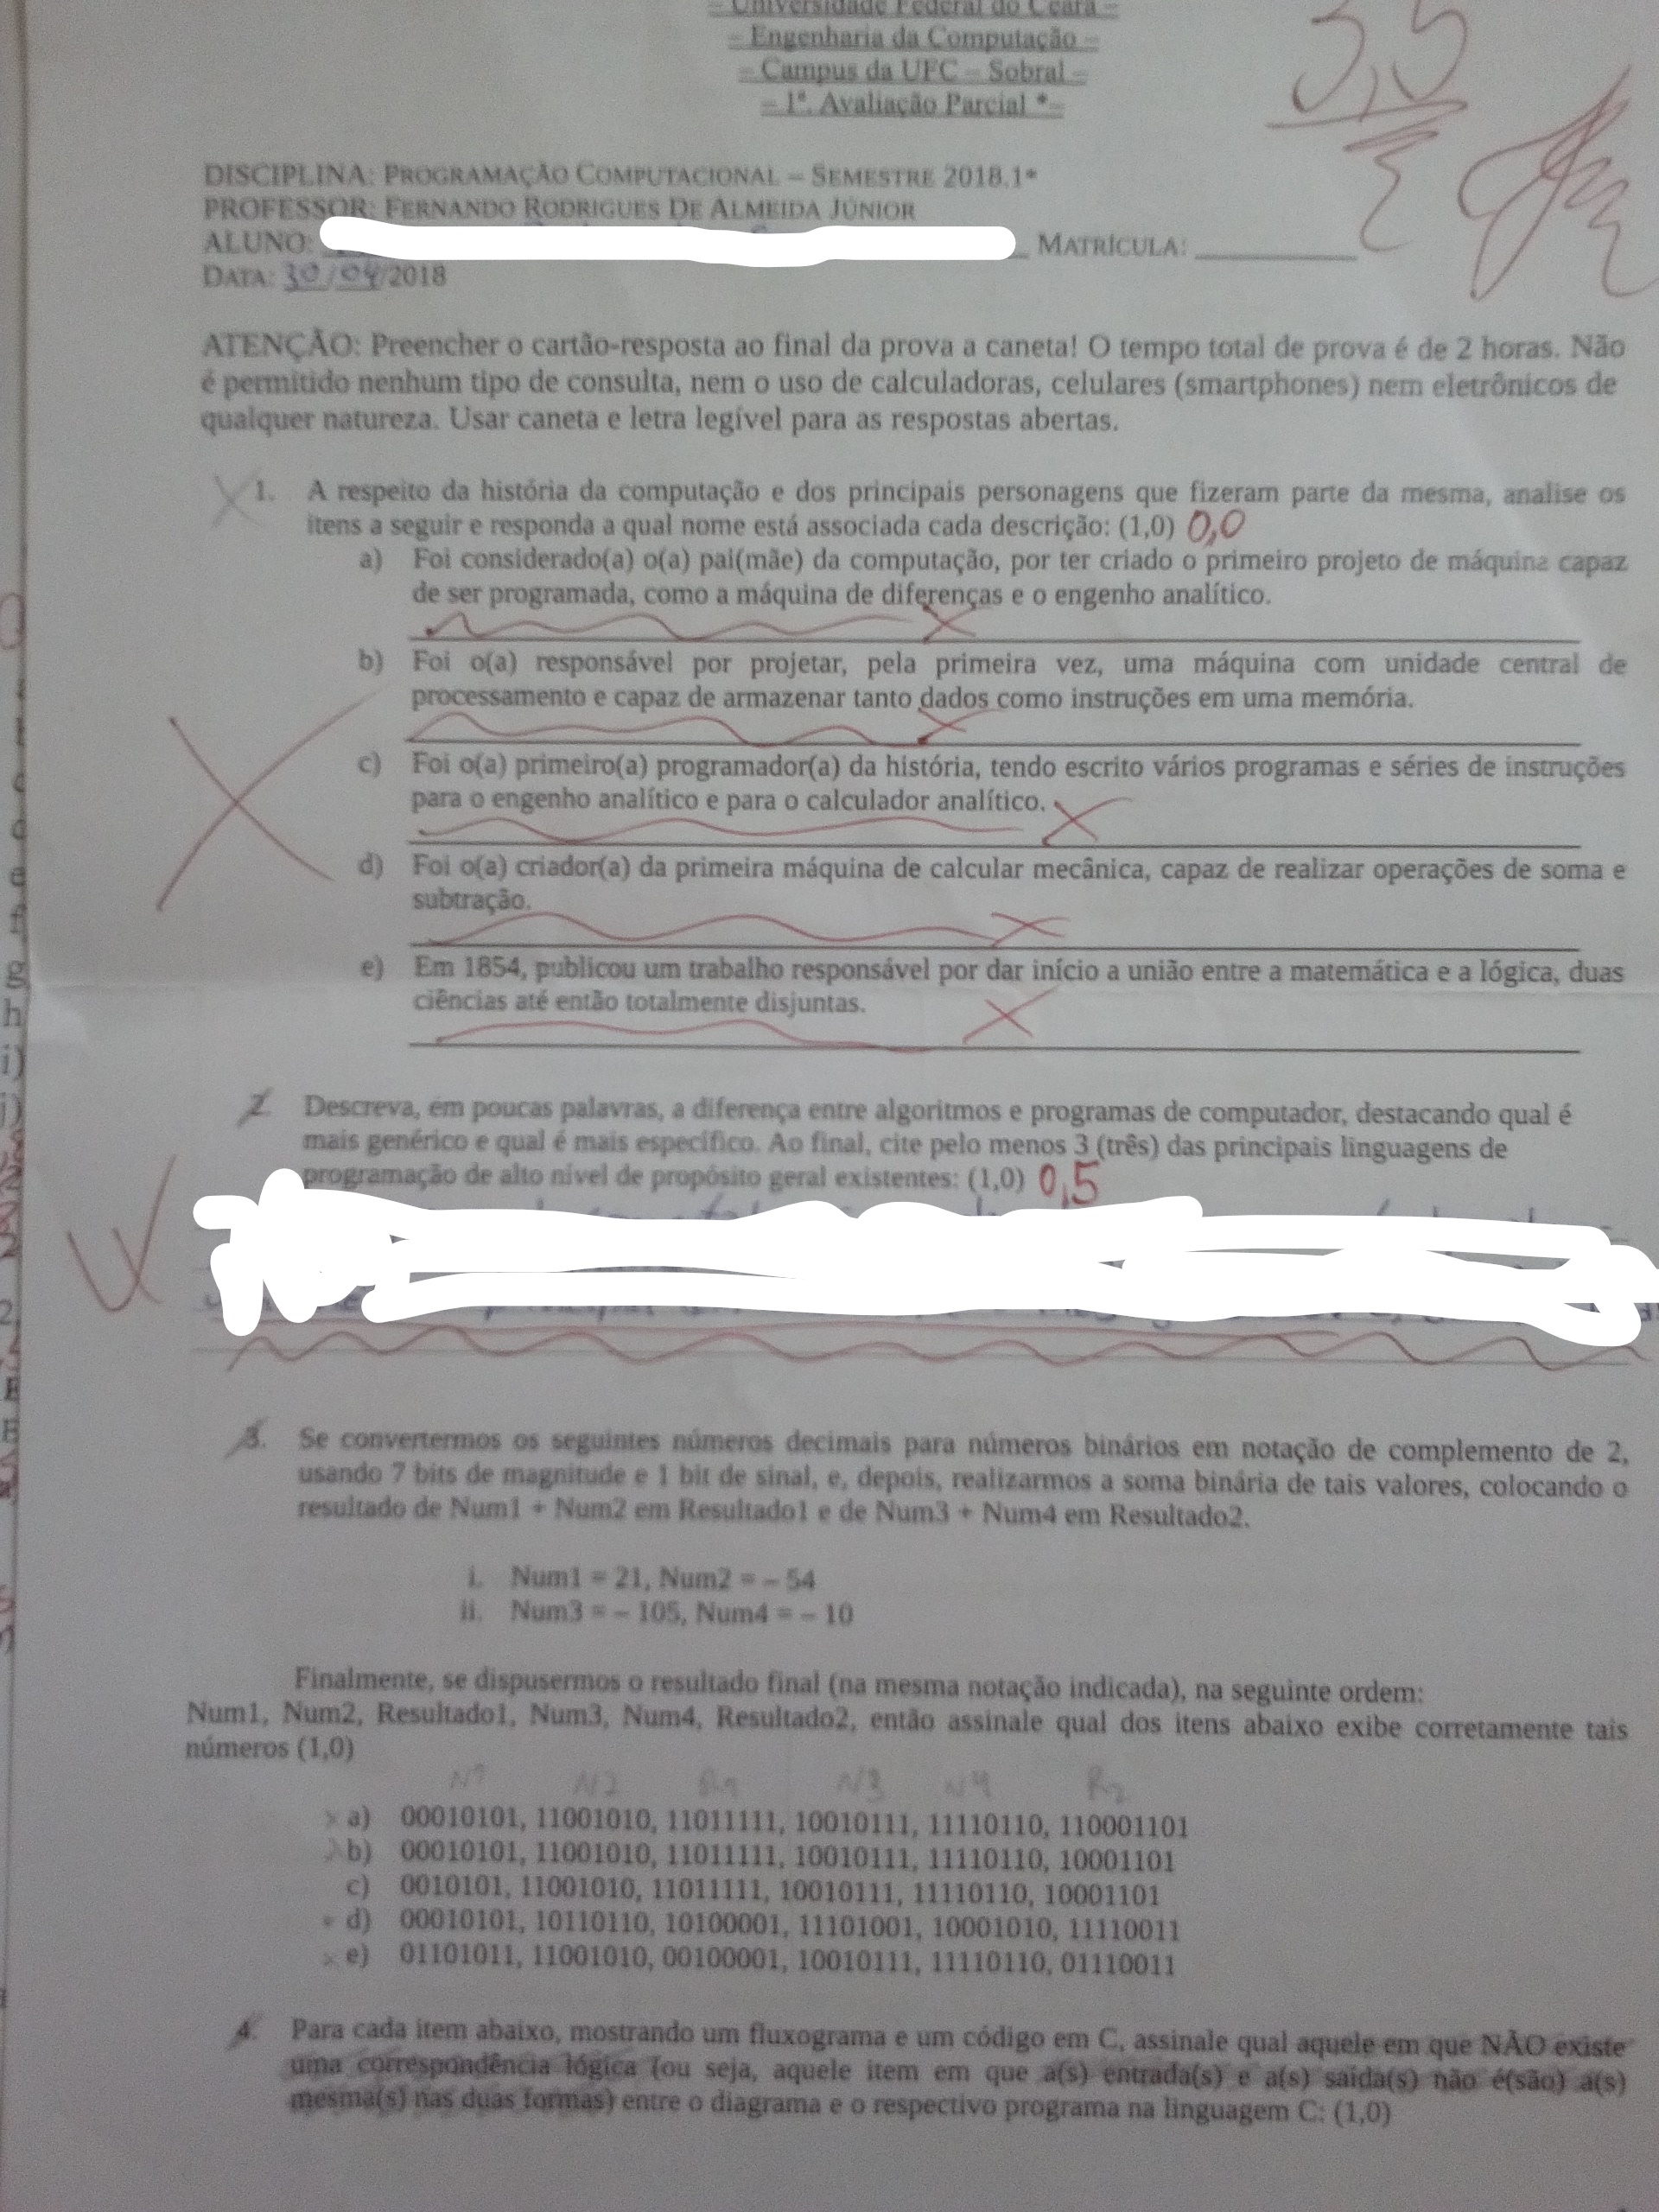 – Universidade Federal do Ceará –
– Engenharia da Computação –
– Campus da UFC – Sobral –
– 1ª. Avaliação Parcial *–
DISCIPLINA: PROGRAMAÇÃO COMPUTACIONAL – SEMESTRE 2018.1*
PROFESSOR: FERNANDO RODRIGUES DE ALMEIDA JÚNIOR
ALUNO: MATRÍCULA:
DATA: 30/04/2018
ATENÇÃO: Preencher o cartão-resposta ao final da prova a caneta! O tempo total de prova é de 2 horas. Não
é permitido nenhum tipo de consulta, nem o uso de calculadoras, celulares (smartphones) nem eletrônicos de
qualquer natureza. Usar caneta e letra legível para as respostas abertas.
1. A respeito da história da computação e dos principais personagens que fizeram parte da mesma, analise os
itens a seguir e responda a qual nome está associada cada descrição: (1,0) 0,0
a) Foi considerado(a) o(a) pai(mãe) da computação, por ter criado o primeiro projeto de máquina capaz
de ser programada, como a máquina de diferenças e o engenho analítico.
b) Foi o(a) responsável por projetar, pela primeira vez, uma máquina com unidade central de
processamento e capaz de armazenar tanto dados como instruções em uma memória.
c) Foi o(a) primeiro(a) programador(a) da história, tendo escrito vários programas e séries de instruções
para o engenho analítico e para o calculador analítico.
d) Foi o(a) criador(a) da primeira máquina de calcular mecânica, capaz de realizar operações de soma e
subtração.
e) Em 1854, publicou um trabalho responsável por dar início a união entre a matemática e a lógica, duas
ciências até então totalmente disjuntas.
2. Descreva, em poucas palavras, a diferença entre algoritmos e programas de computador, destacando qual é
mais genérico e qual é mais específico. Ao final, cite pelo menos 3 (três) das principais linguagens de
programação de alto nível de propósito geral existentes: (1,0) 0,5
3. Se convertermos os seguintes números decimais para números binários em notação de complemento de 2,
usando 7 bits de magnitude e 1 bit de sinal, e, depois, realizarmos a soma binária de tais valores, colocando o
resultado de Num1 + Num2 em Resultado1 e de Num3 + Num4 em Resultado2.
i. Num1 = 21, Num2 = – 54
ii. Num3 = – 105, Num4 = – 10
Finalmente, se dispusermos o resultado final (na mesma notação indicada), na seguinte ordem:
Num1, Num2, Resultado1, Num3, Num4, Resultado2, então assinale qual dos itens abaixo exibe corretamente tais
números (1,0)
N1 N2 R1 N3 N4 R2
a) 00010101, 11001010, 11011111, 10010111, 11110110, 110001101
b) 00010101, 11001010, 11011111, 10010111, 11110110, 10001101
c) 0010101, 11001010, 11011111, 10010111, 11110110, 10001101
d) 00010101, 10110110, 10100001, 11101001, 10001010, 11110011
e) 01101011, 11001010, 00100001, 10010111, 11110110, 01110011
4. Para cada item abaixo, mostrando um fluxograma e um código em C, assinale qual aquele em que NÃO existe
uma correspondência lógica (ou seja, aquele item em que a(s) entrada(s) e a(s) saída(s) não é(são) a(s)
mesma(s) nas duas formas) entre o diagrama e o respectivo programa na linguagem C: (1,0)